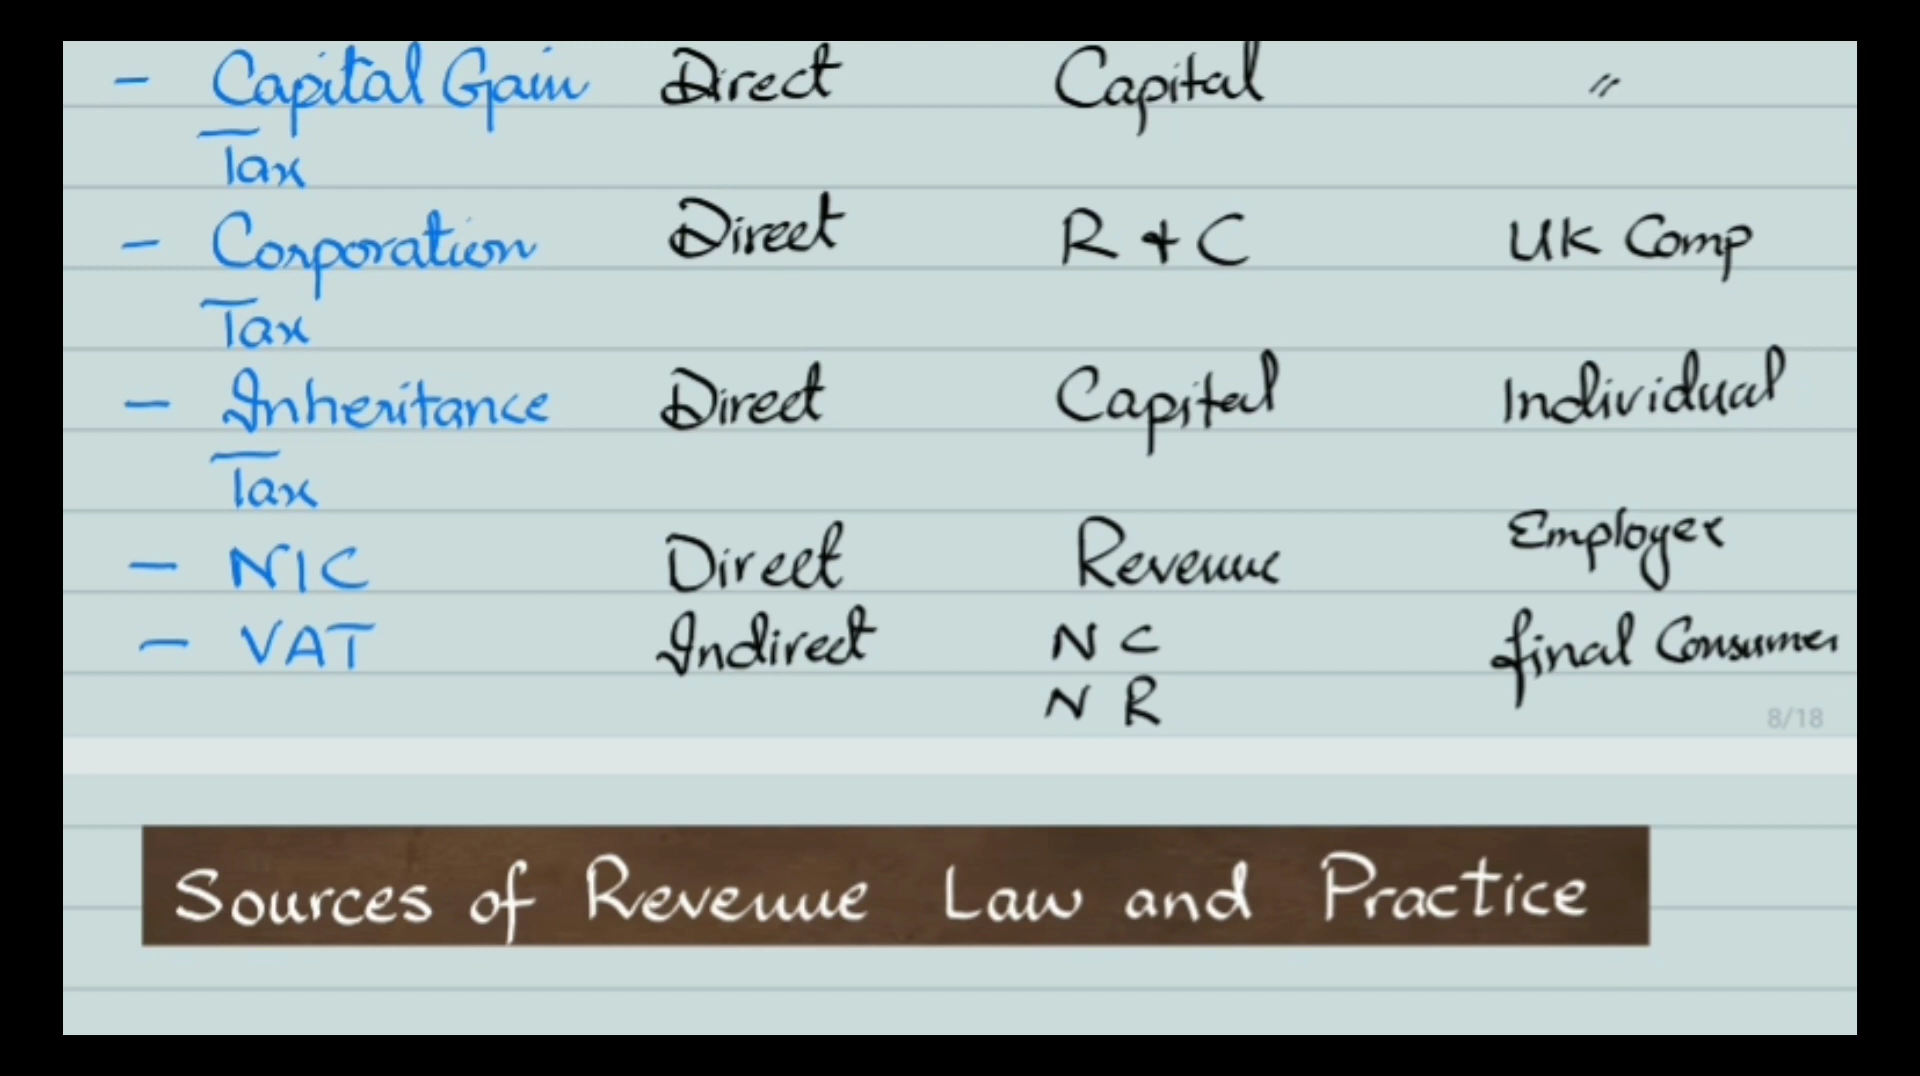 - Capital Gain Direct Capital "
Tax
- Corporation Direct R + C UK Comp
Tax
- Inheritance Direct Capital Individual
Tax
- NIC Direct Revenue Employer
- VAT Indirect N C final Consumer
N R
8/18
Sources of Revenue Law and Practice